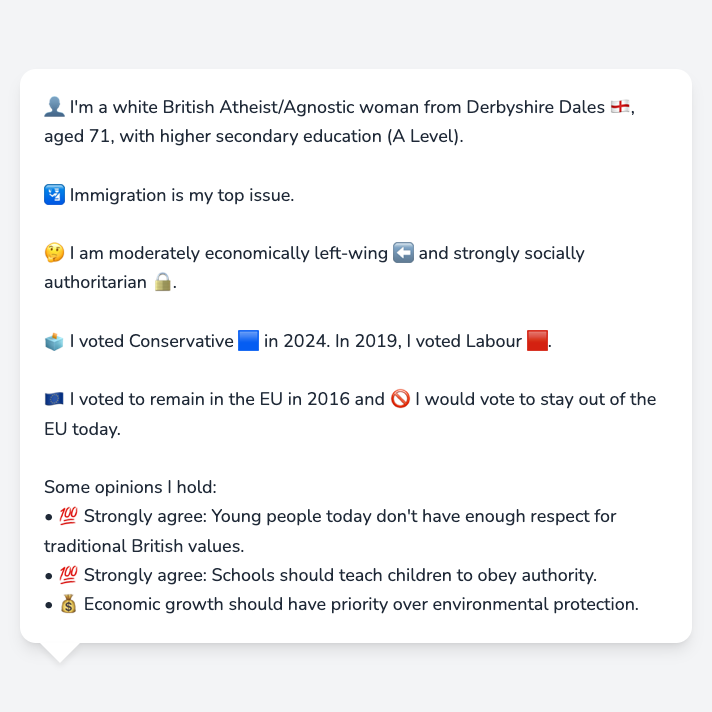 👤 I'm a white British Atheist/Agnostic woman from Derbyshire Dales 🏴󠁧󠁢󠁥󠁮󠁧󠁿,
aged 71, with higher secondary education (A Level).
🛂 Immigration is my top issue.
🤔 I am moderately economically left-wing ⬅️ and strongly socially
authoritarian 🔒.
🗳️ I voted Conservative 🟦 in 2024. In 2019, I voted Labour 🟥.
🇪🇺 I voted to remain in the EU in 2016 and 🚫 I would vote to stay out of the
EU today.
Some opinions I hold:
• 💯 Strongly agree: Young people today don't have enough respect for
traditional British values.
• 💯 Strongly agree: Schools should teach children to obey authority.
• 💰 Economic growth should have priority over environmental protection.